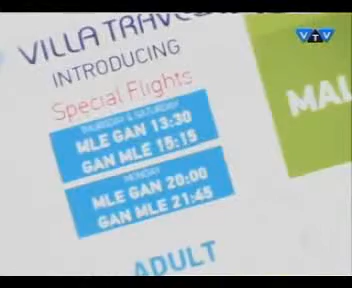 VTV
VILLA TRAVEL
INTRODUCING
Special Flights
THURSDAY & SATURDAY
MLE GAN 13:30
GAN MLE 15:15
MONDAY
MLE GAN 20:00
GAN MLE 21:45
ADULT
MAL